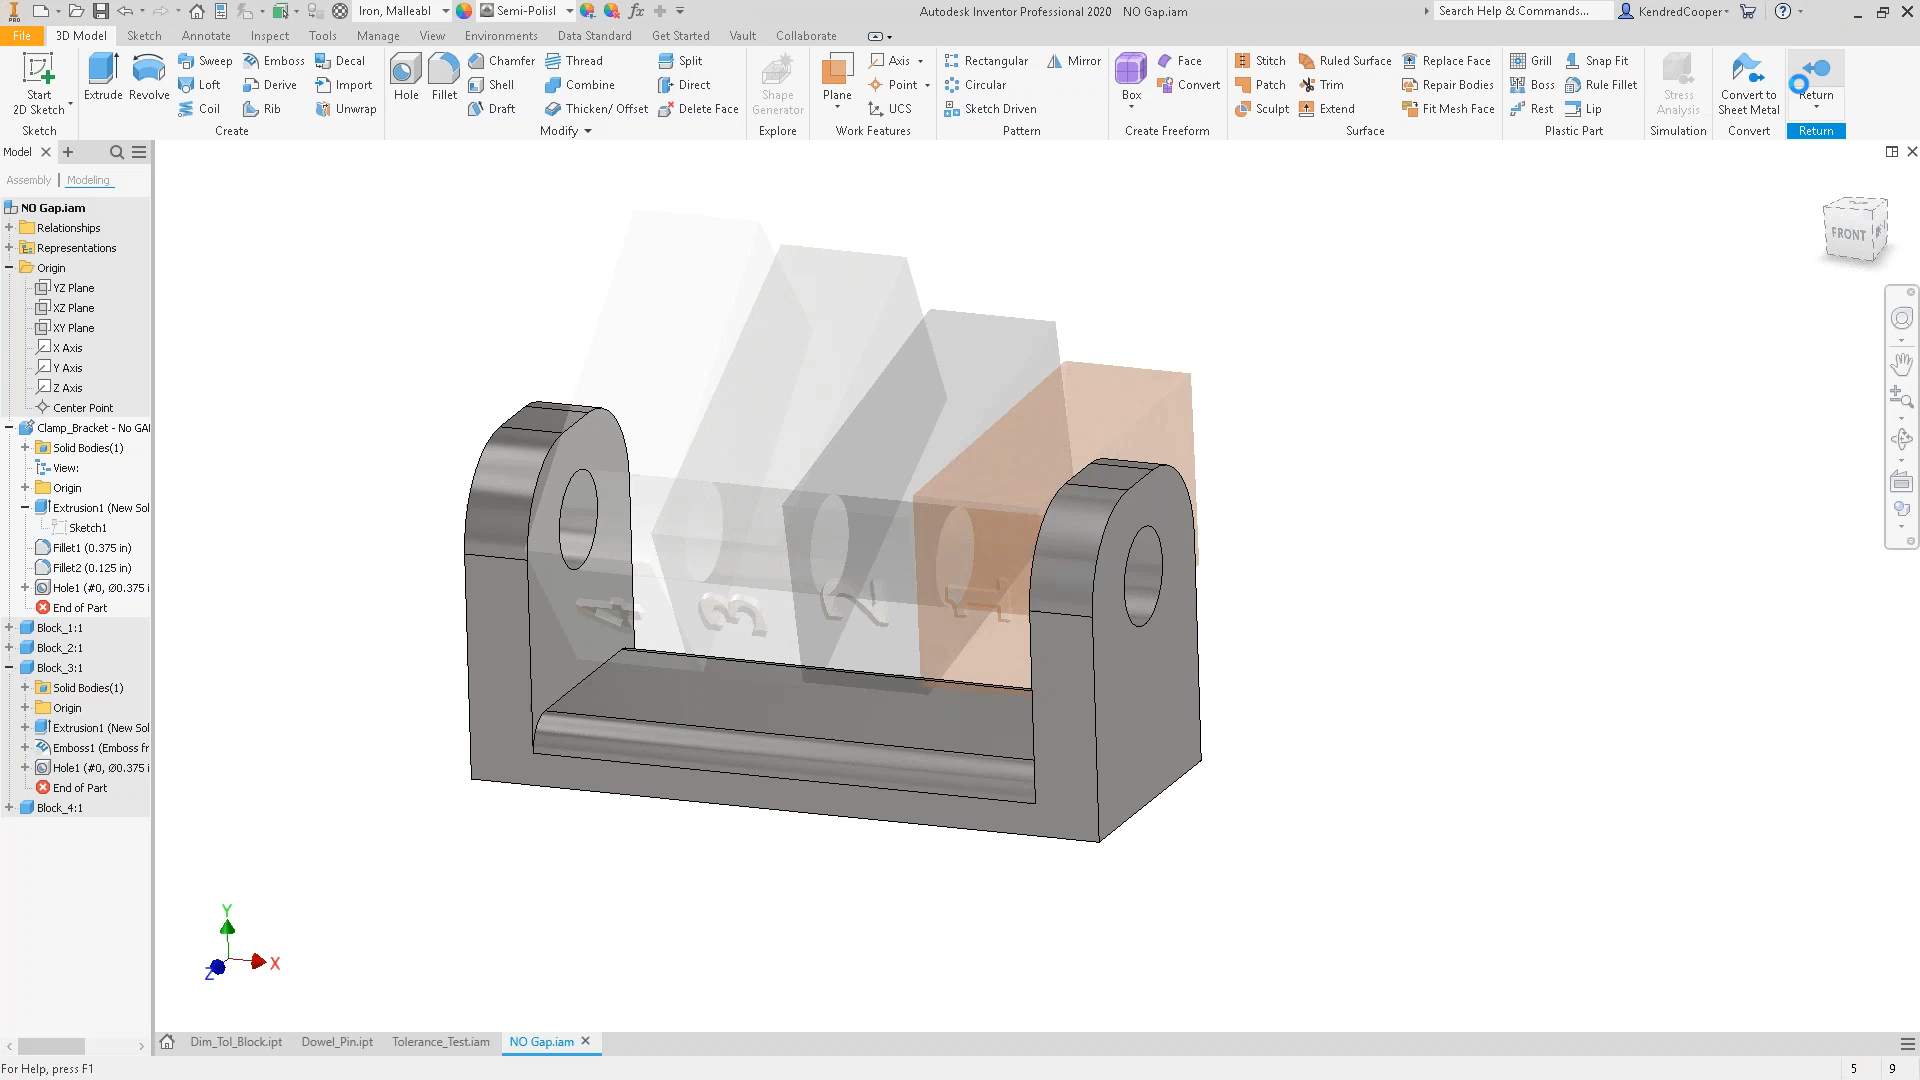 PRO
Iron, Malleabl
Semi-Polisl
Autodesk Inventor Professional 2020 NO Gap.iam
Search Help & Commands...
KendredCooper
File
3D Model
Sketch
Annotate
Inspect
Tools
Manage
View
Environments
Data Standard
Get Started
Vault
Collaborate
Start
2D Sketch
Extrude
Revolve
Sweep
Emboss
Decal
Loft
Derive
Import
Coil
Rib
Unwrap
Hole
Fillet
Chamfer
Thread
Split
Shell
Combine
Direct
Draft
Thicken/ Offset
Delete Face
Shape
Generator
Plane
Axis
Point
UCS
Rectangular
Mirror
Circular
Sketch Driven
Box
Face
Convert
Stitch
Ruled Surface
Replace Face
Patch
Trim
Repair Bodies
Sculpt
Extend
Fit Mesh Face
Grill
Snap Fit
Boss
Rule Fillet
Rest
Lip
Stress
Analysis
Convert to
Sheet Metal
Return
Sketch
Create
Modify
Explore
Work Features
Pattern
Create Freeform
Surface
Plastic Part
Simulation
Convert
Return
Model
Assembly
Modeling
NO Gap.iam
Relationships
Representations
Origin
YZ Plane
XZ Plane
XY Plane
X Axis
Y Axis
Z Axis
Center Point
Clamp_Bracket - No GA
Solid Bodies(1)
View:
Origin
Extrusion1 (New Sol
Sketch1
Fillet1 (0.375 in)
Fillet2 (0.125 in)
Hole1 (#0, Ø0.375 i
End of Part
Block_1:1
Block_2:1
Block_3:1
Solid Bodies(1)
Origin
Extrusion1 (New Sol
Emboss1 (Emboss fr
Hole1 (#0, Ø0.375 i
End of Part
Block_4:1
FRONT
4 3 2 1
Y
X
Z
Dim_Tol_Block.ipt
Dowel_Pin.ipt
Tolerance_Test.iam
NO Gap.iam
For Help, press F1
5 9